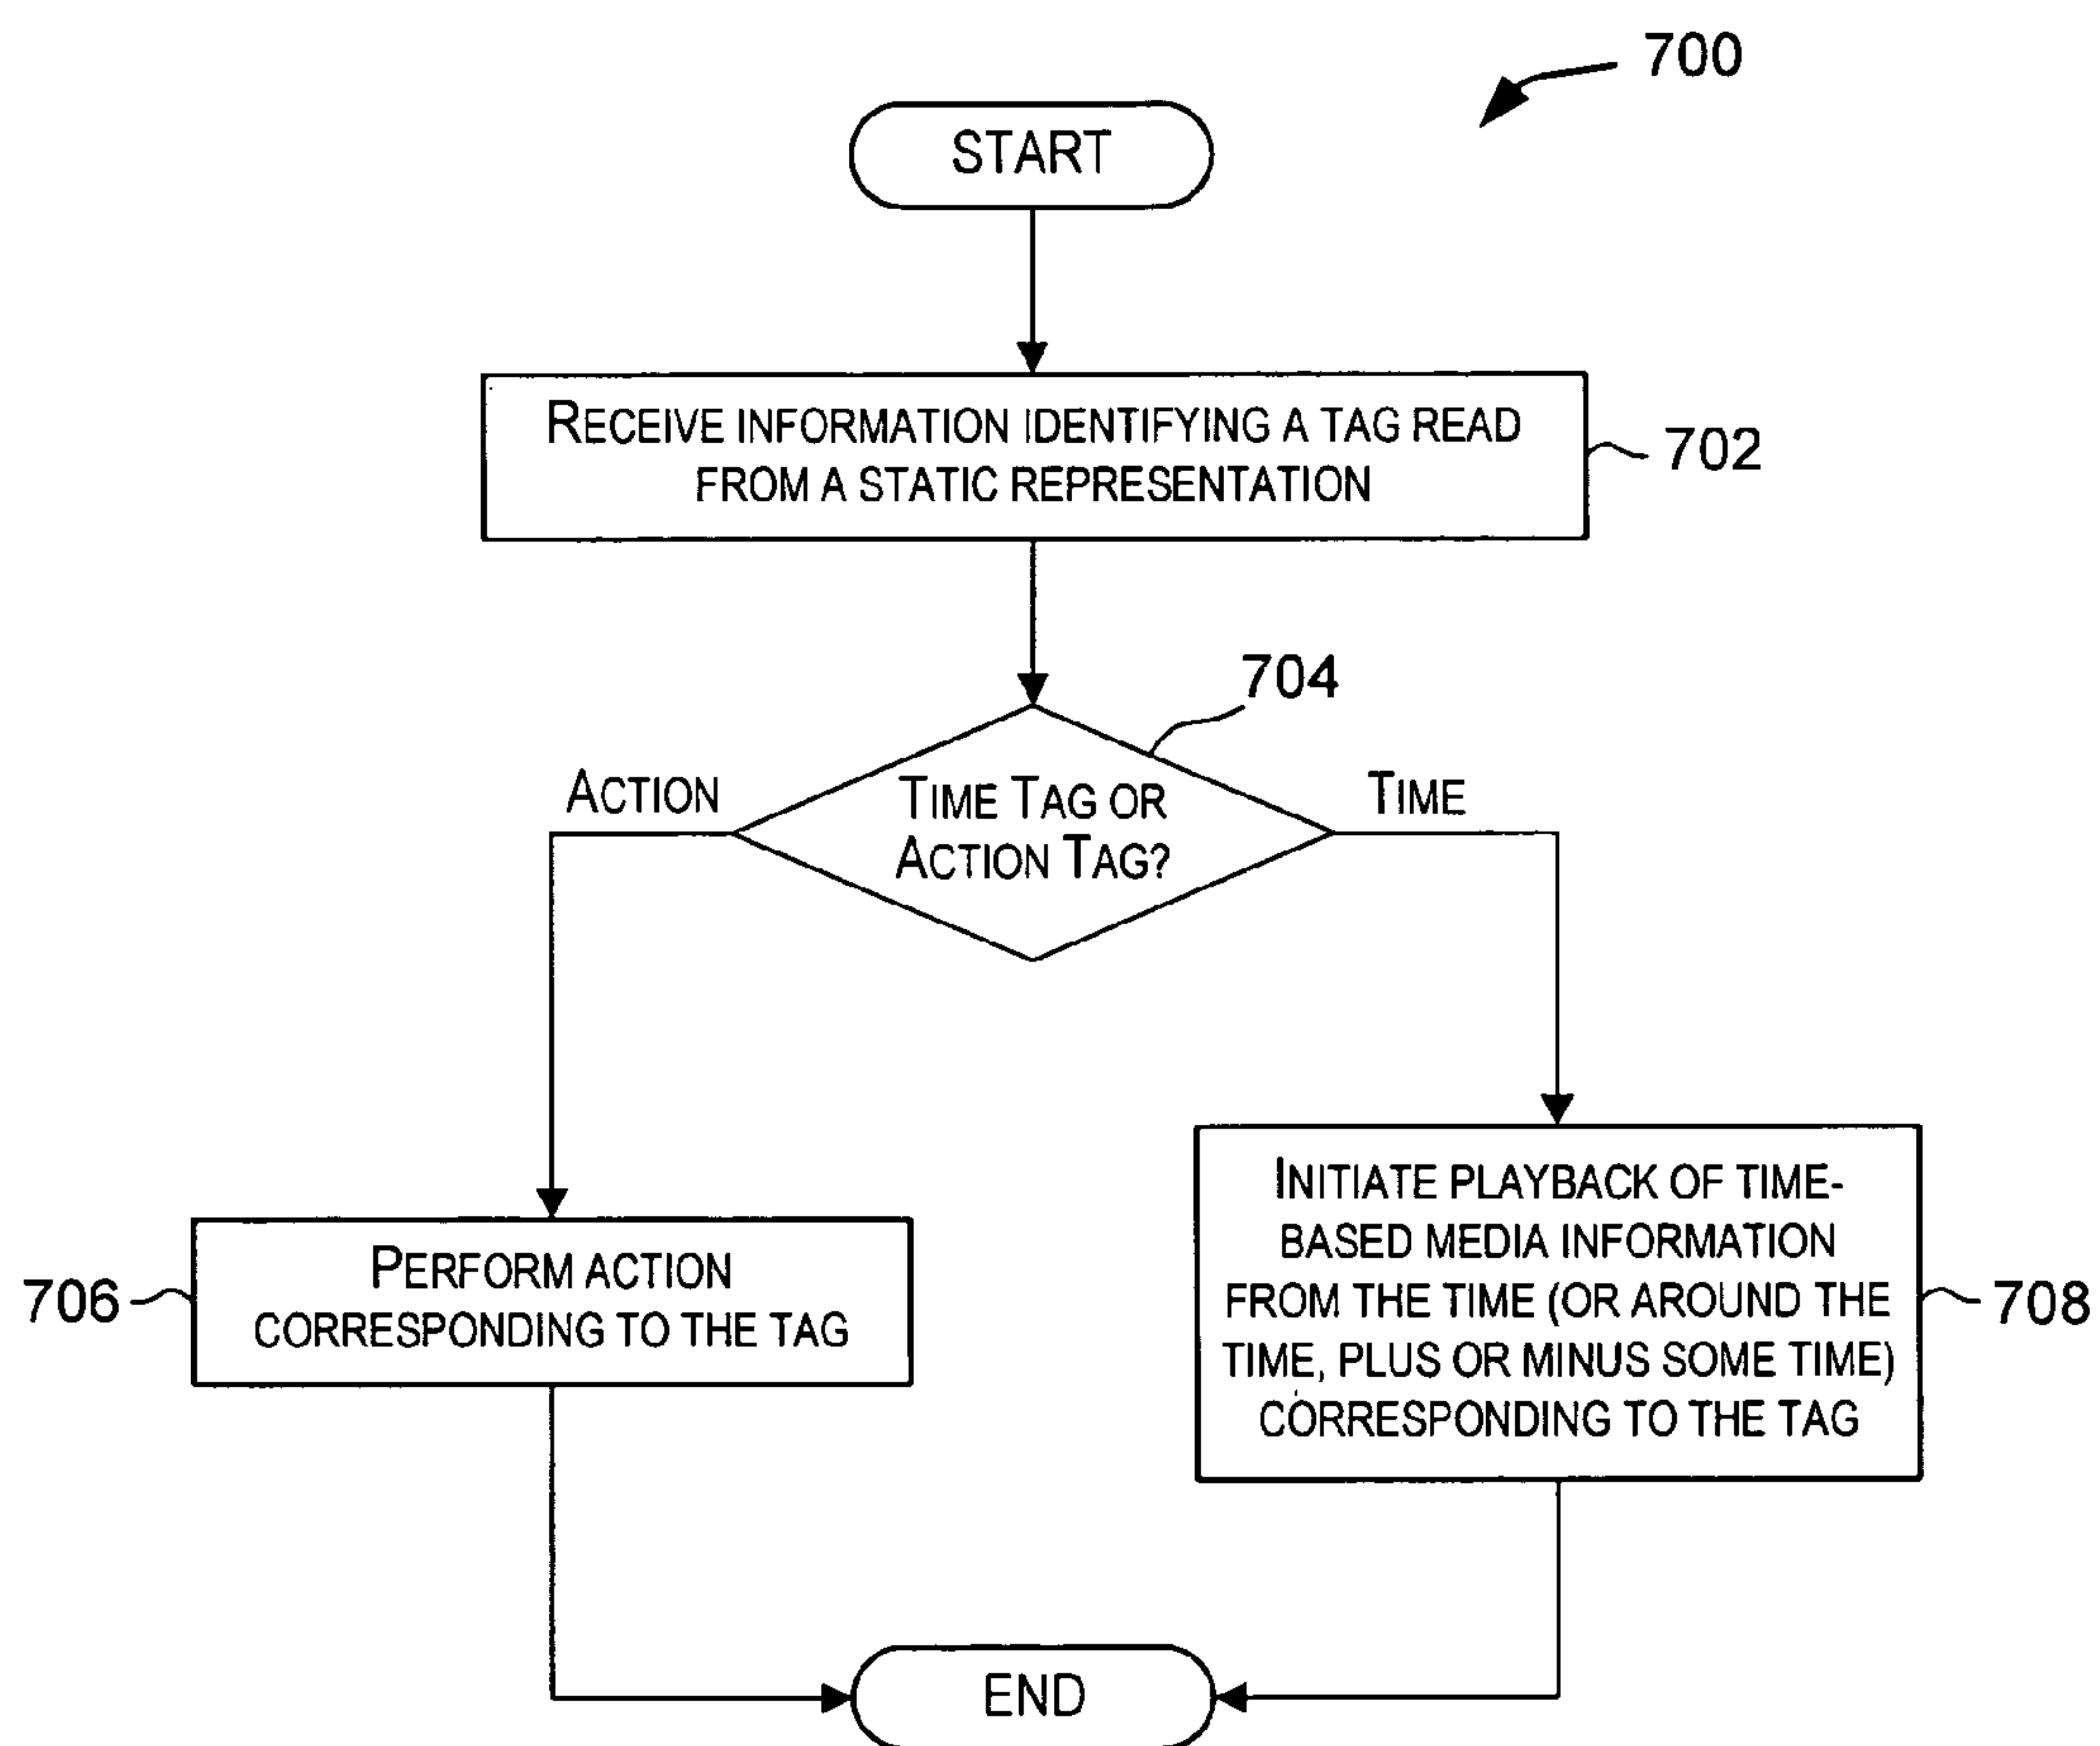 700
START
RECEIVE INFORMATION IDENTIFYING A TAG READ
FROM A STATIC REPRESENTATION
702
704
ACTION
TIME TAG OR
ACTION TAG?
TIME
PERFORM ACTION
CORRESPONDING TO THE TAG
706
INITIATE PLAYBACK OF TIME-
BASED MEDIA INFORMATION
FROM THE TIME (OR AROUND THE
TIME, PLUS OR MINUS SOME TIME)
CORRESPONDING TO THE TAG
708
END